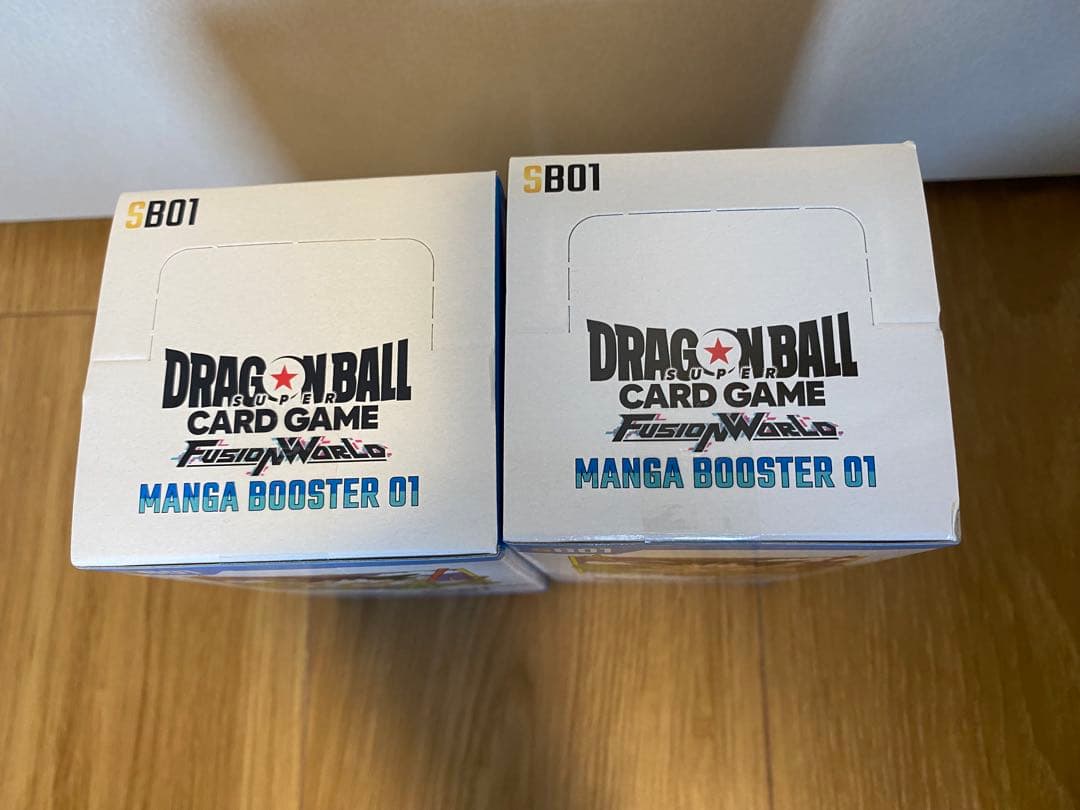 SB01
DRAGON BALL
SUPER
CARD GAME
FUSION WORLD
MANGA BOOSTER 01
SB01
DRAGON BALL
SUPER
CARD GAME
FUSION WORLD
MANGA BOOSTER 01
SB01